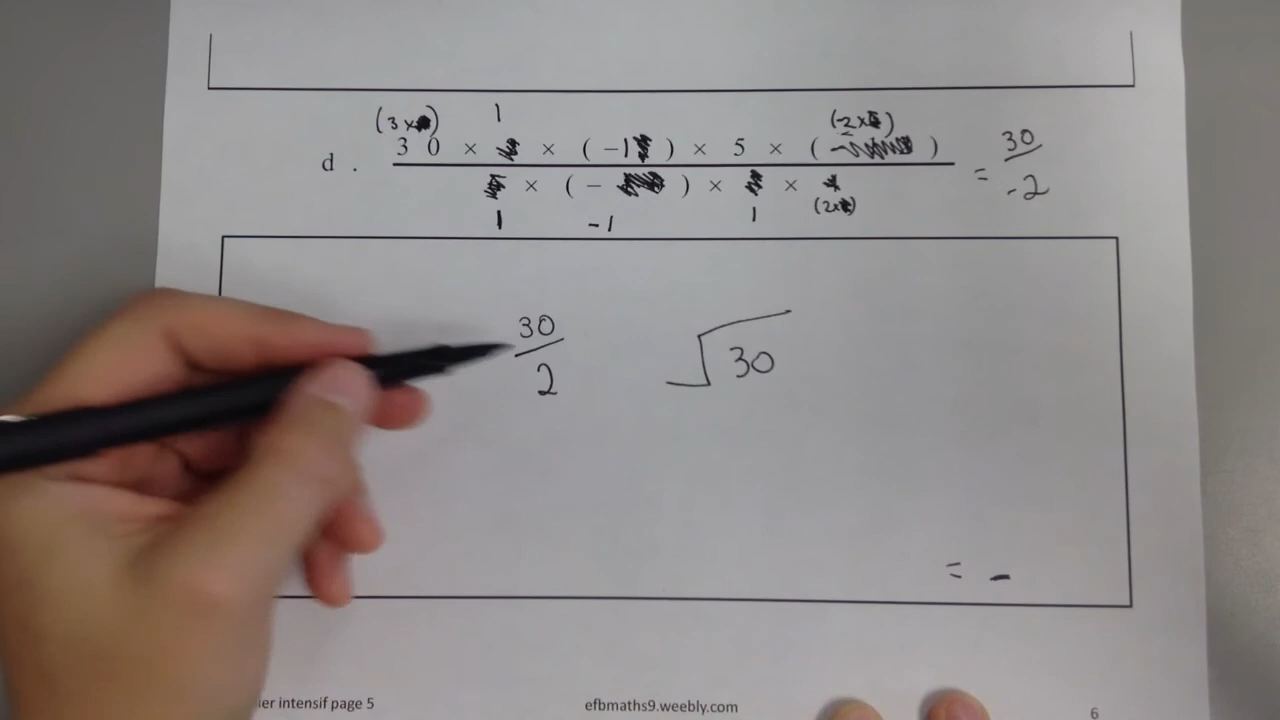 (3× ) 1 (-2× )
d . 30 × × (-1 ) × 5 × ( ) = 30/-2
× (- ) × ×
1 -1 1 (2× )
30/2 √30
= -
ier intensif page 5 efbmaths9.weebly.com 6